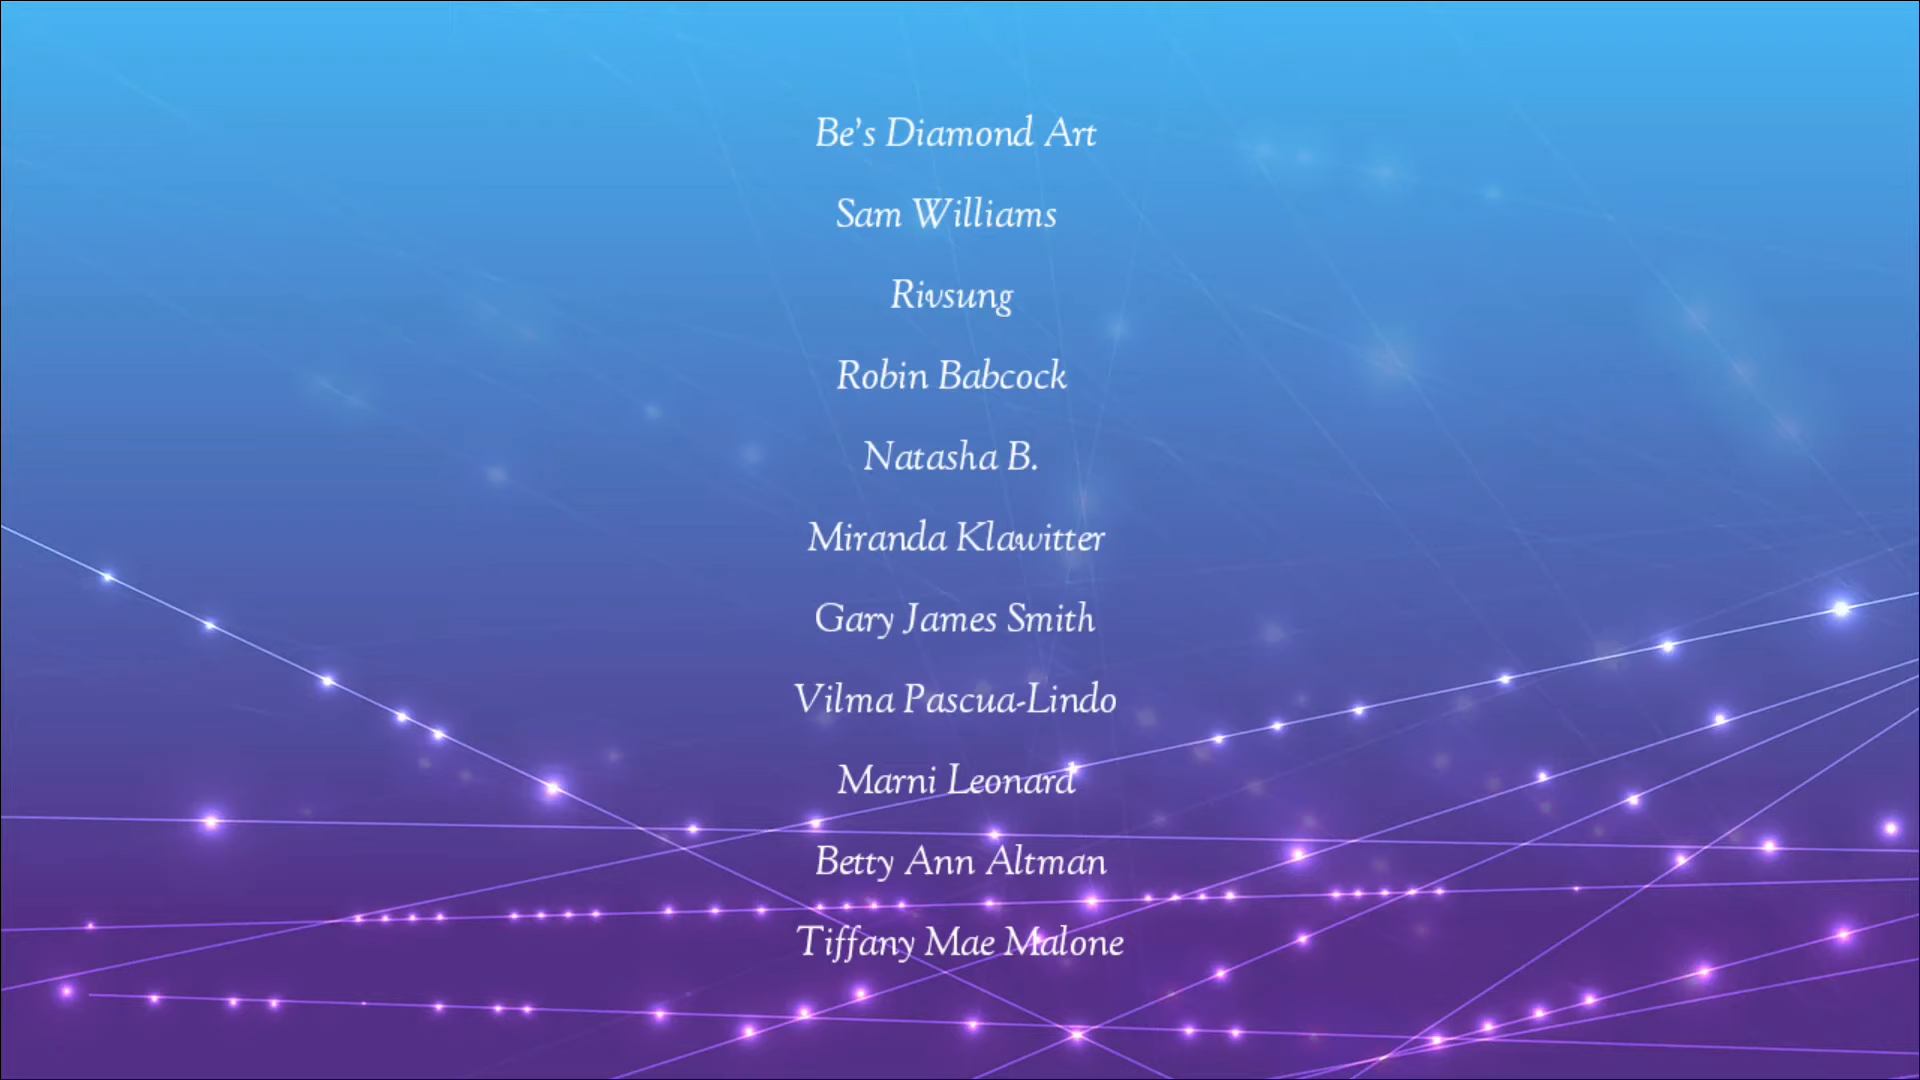 Be's Diamond Art
Sam Williams
Rivsung
Robin Babcock
Natasha B.
Miranda Klawitter
Gary James Smith
Vilma Pascua-Lindo
Marni Leonard
Betty Ann Altman
Tiffany Mae Malone